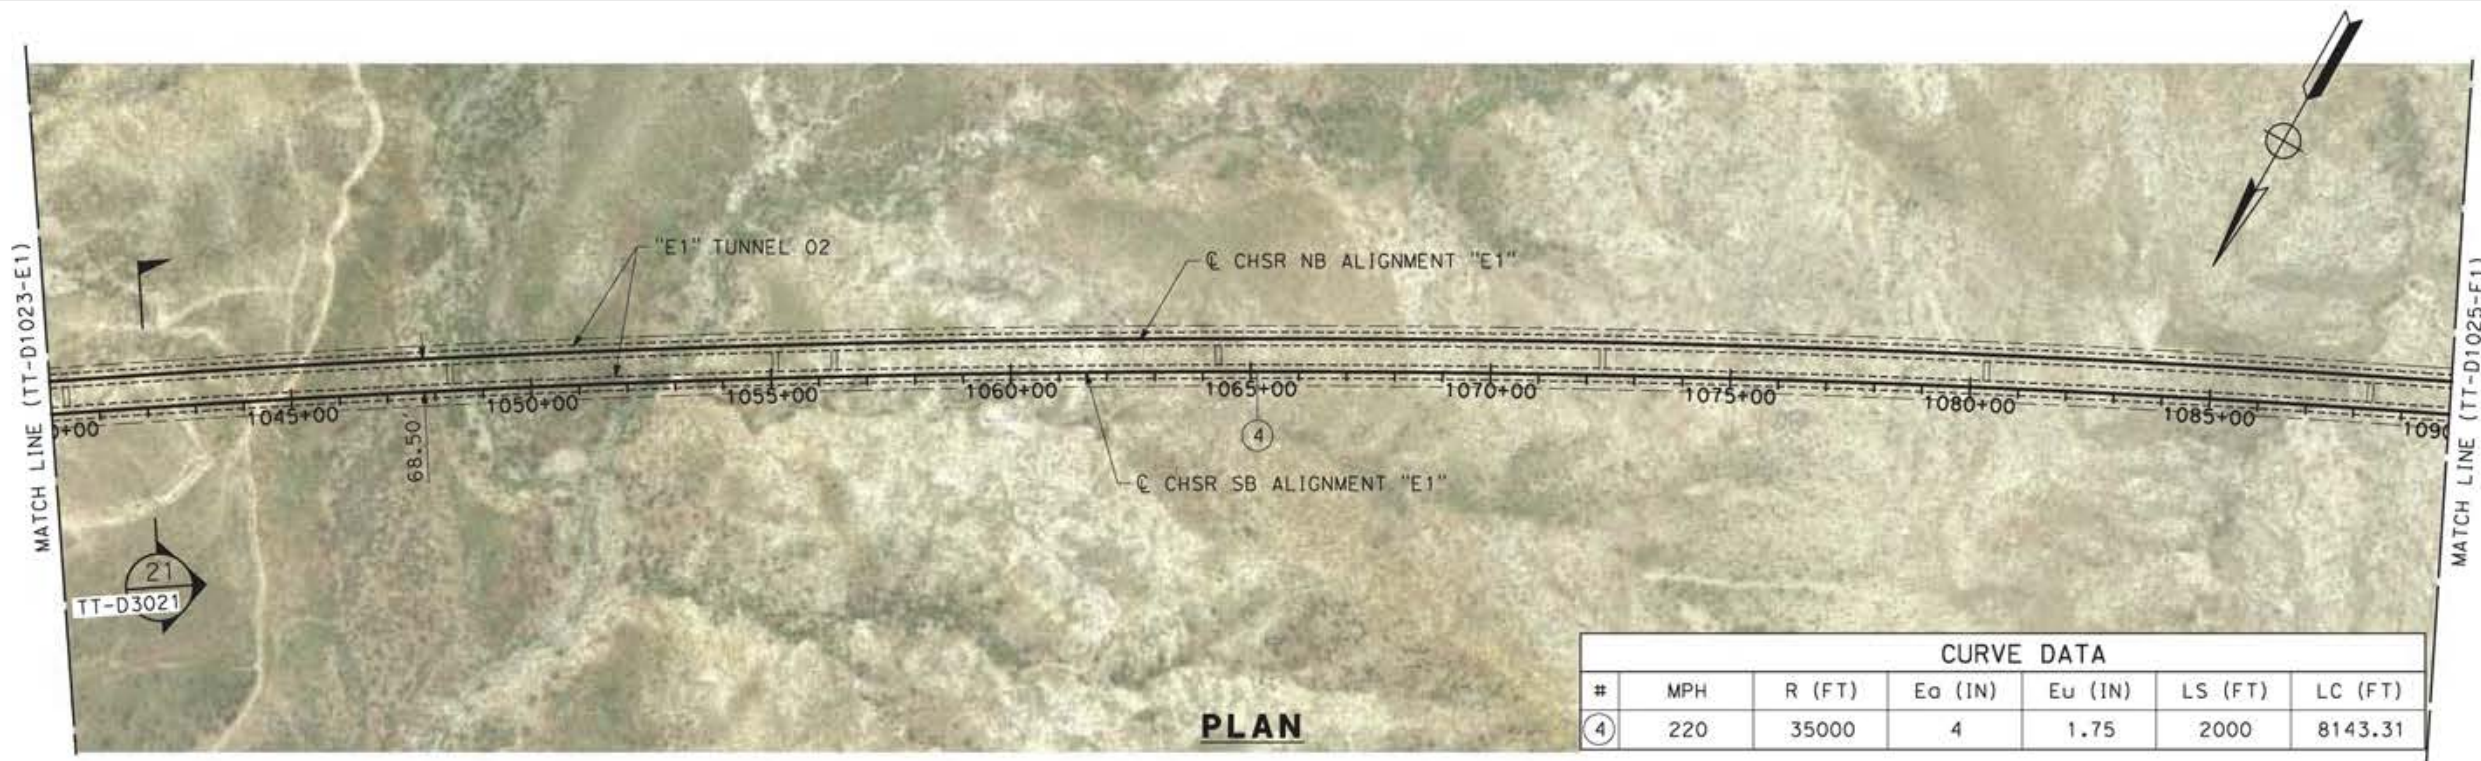 MATCH LINE (TT-D1023-E1)
"E1" TUNNEL 02
℄ CHSR NB ALIGNMENT "E1"
MATCH LINE (TT-D1025-E1)
0+00
1045+00
1050+00
1055+00
1060+00
1065+00
1070+00
1075+00
1080+00
1085+00
1090
68.50'
4
℄ CHSR SB ALIGNMENT "E1"
21
TT-D3021
PLAN
CURVE DATA
# MPH R (FT) Ea (IN) Eu (IN) LS (FT) LC (FT)
4 220 35000 4 1.75 2000 8143.31